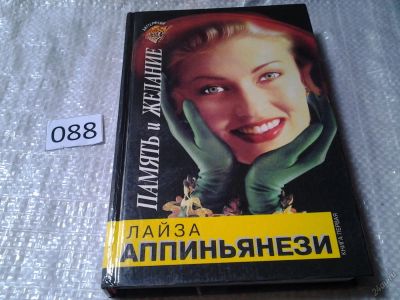 088
ПАМЯТЬ и ЖЕЛАНИЕ
ЛАЙЗА
АППИНЬЯНЕЗИ
КНИГА ПЕРВАЯ